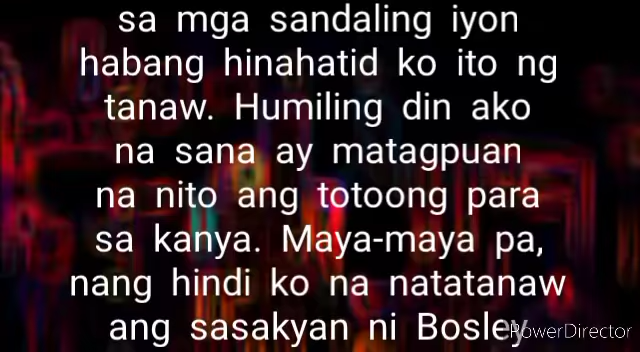 sa mga sandaling iyon
habang hinahatid ko ito ng
tanaw. Humiling din ako
na sana ay matagpuan
na nito ang totoong para
sa kanya. Maya-maya pa,
nang hindi ko na natatanaw
ang sasakyan ni Bosley
PowerDirector